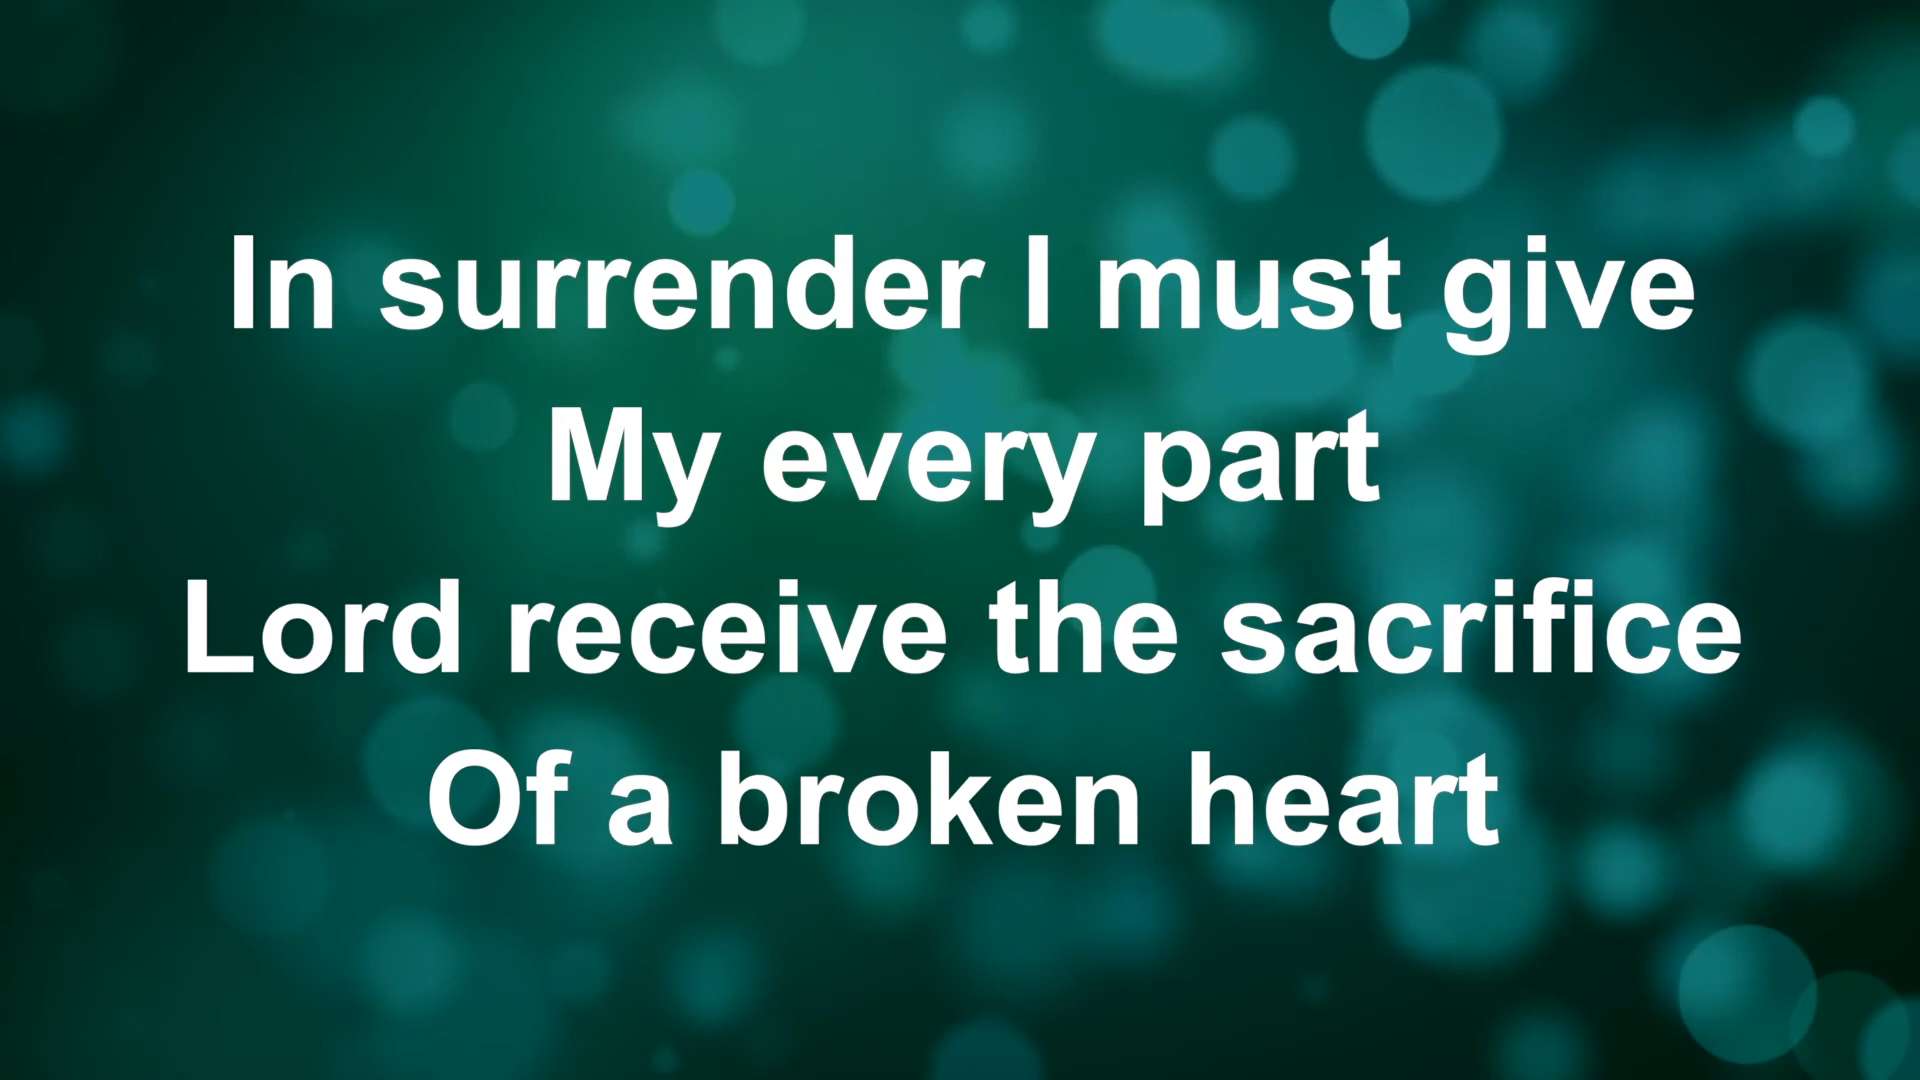 In surrender I must give
My every part
Lord receive the sacrifice
Of a broken heart